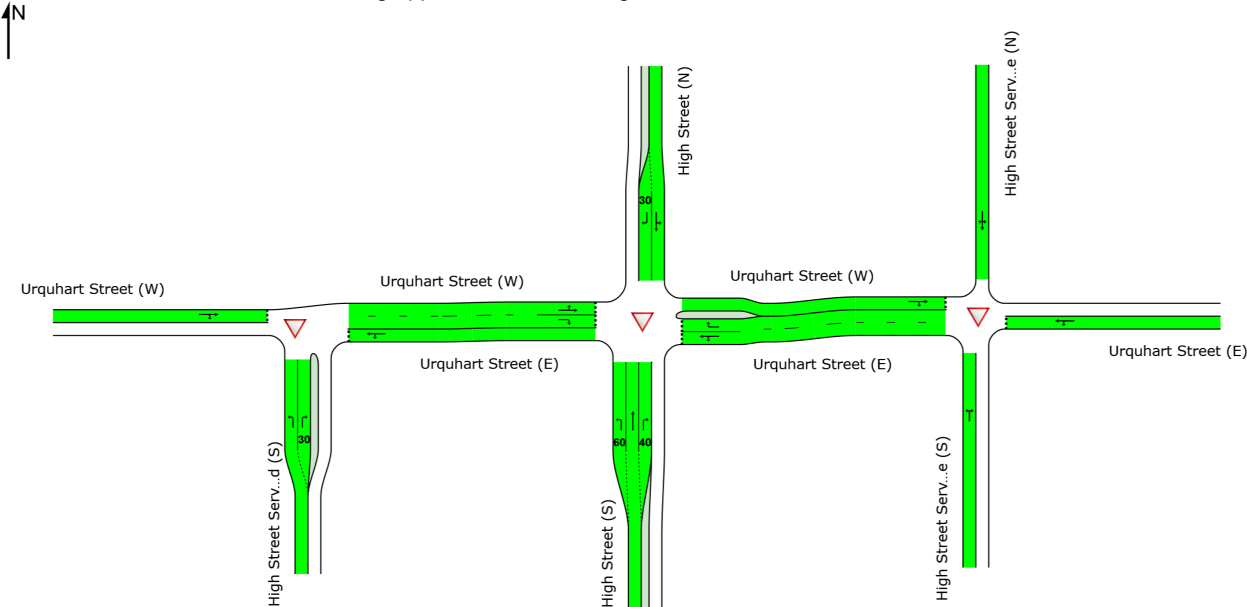 N
High Street (N)
High Street Serv...e (N)
30
Urquhart Street (W)
Urquhart Street (W)
Urquhart Street (W)
Urquhart Street (E)
Urquhart Street (E)
Urquhart Street (E)
30
60
40
High Street Serv...d (S)
High Street (S)
High Street Serv...e (S)